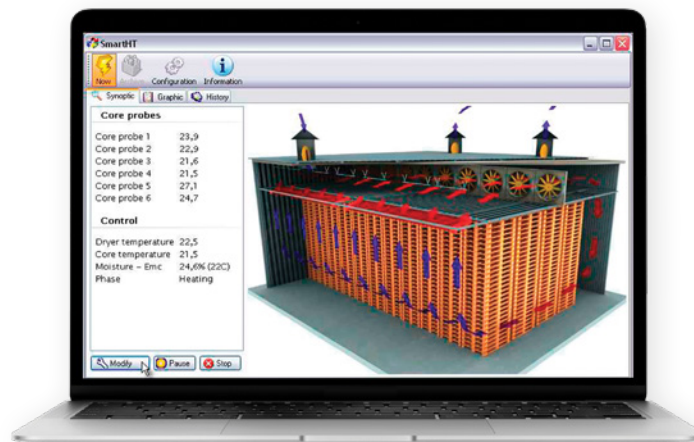 SmartHT
Now Archive Configuration Information
Synoptic Graphic History
Core probes
Core probe 1 23,9
Core probe 2 22,9
Core probe 3 21,6
Core probe 4 21,5
Core probe 5 27,1
Core probe 6 24,7
Control
Dryer temperature 22,5
Core temperature 21,5
Moisture – Emc 24,6% (22C)
Phase Heating
Modify Pause Stop